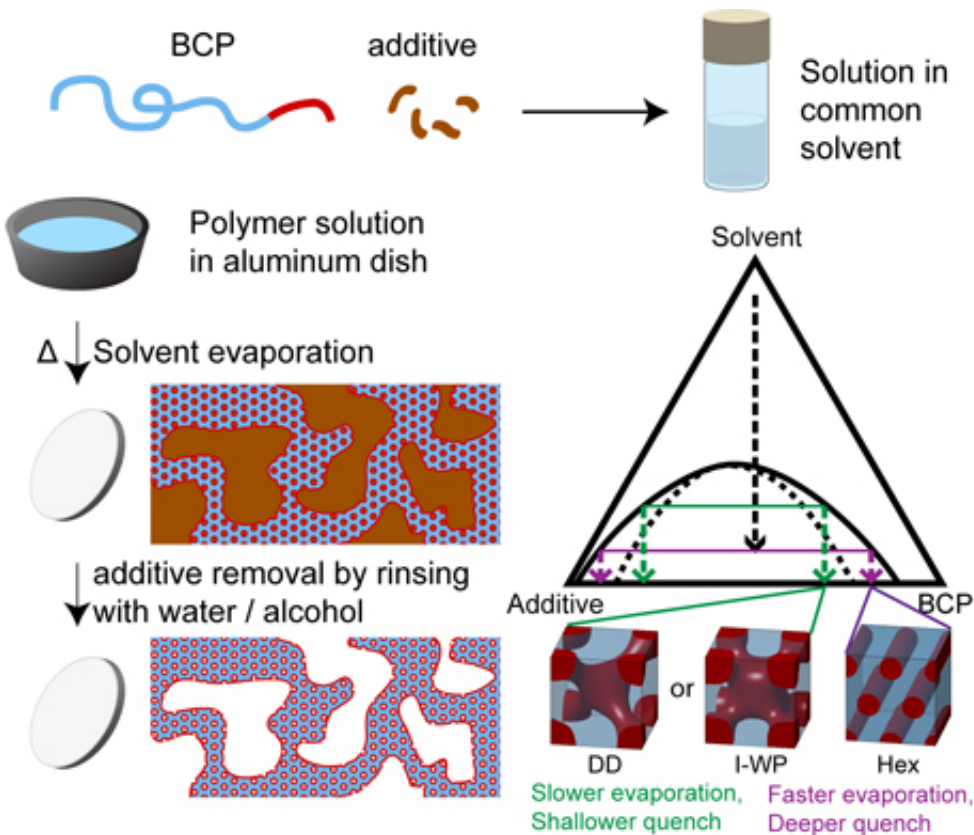 BCP
additive
Solution in
common
solvent
Polymer solution
in aluminum dish
Δ
Solvent evaporation
additive removal by rinsing
with water / alcohol
Solvent
Additive
BCP
or
DD
I-WP
Hex
Slower evaporation,
Shallower quench
Faster evaporation,
Deeper quench